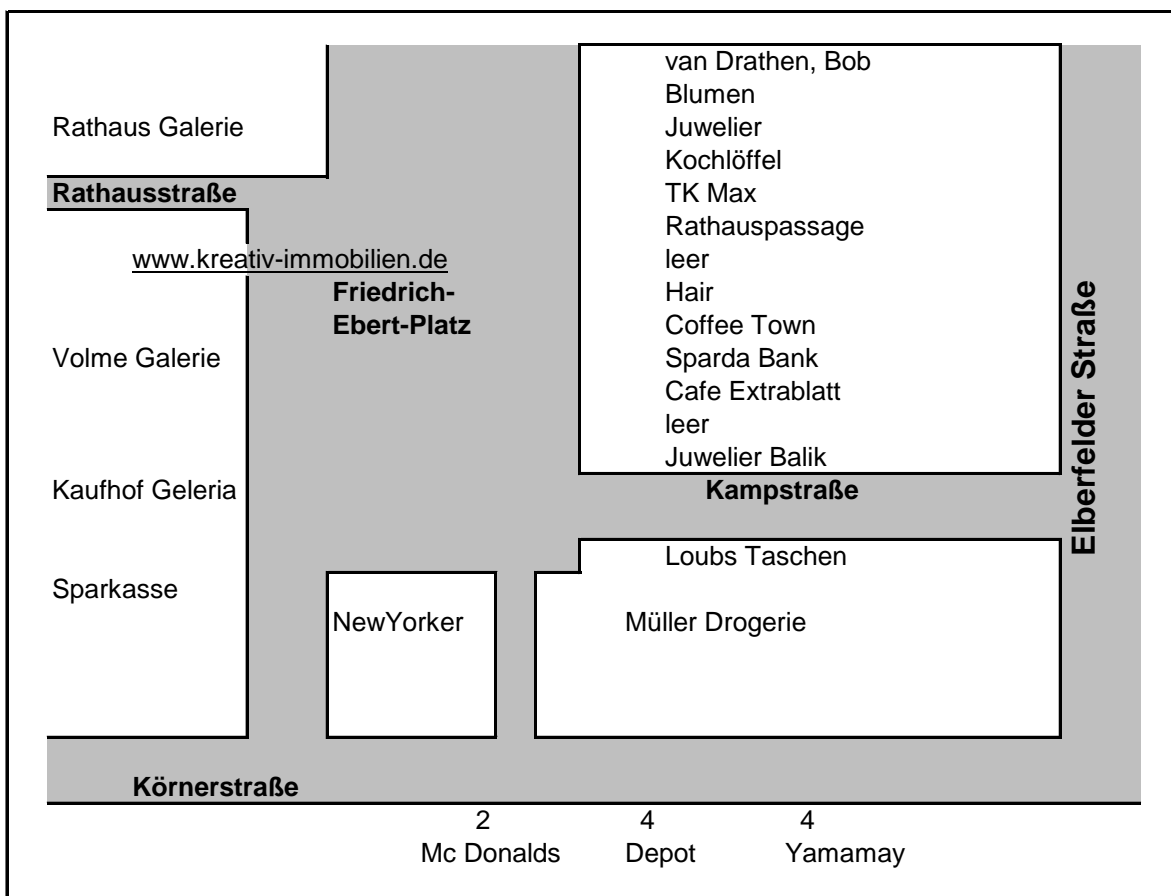 van Drathen, Bob
Blumen
Rathaus Galerie
Juwelier
Kochlöffel
Rathausstraße
TK Max
Rathauspassage
www.kreativ-immobilien.de
leer
Friedrich-
Hair
Ebert-Platz
Coffee Town
Volme Galerie
Sparda Bank
Cafe Extrablatt
leer
Juwelier Balik
Kaufhof Geleria
Kampstraße
Elberfelder Straße
Loubs Taschen
Sparkasse
NewYorker
Müller Drogerie
Körnerstraße
2 4 4
Mc Donalds Depot Yamamay